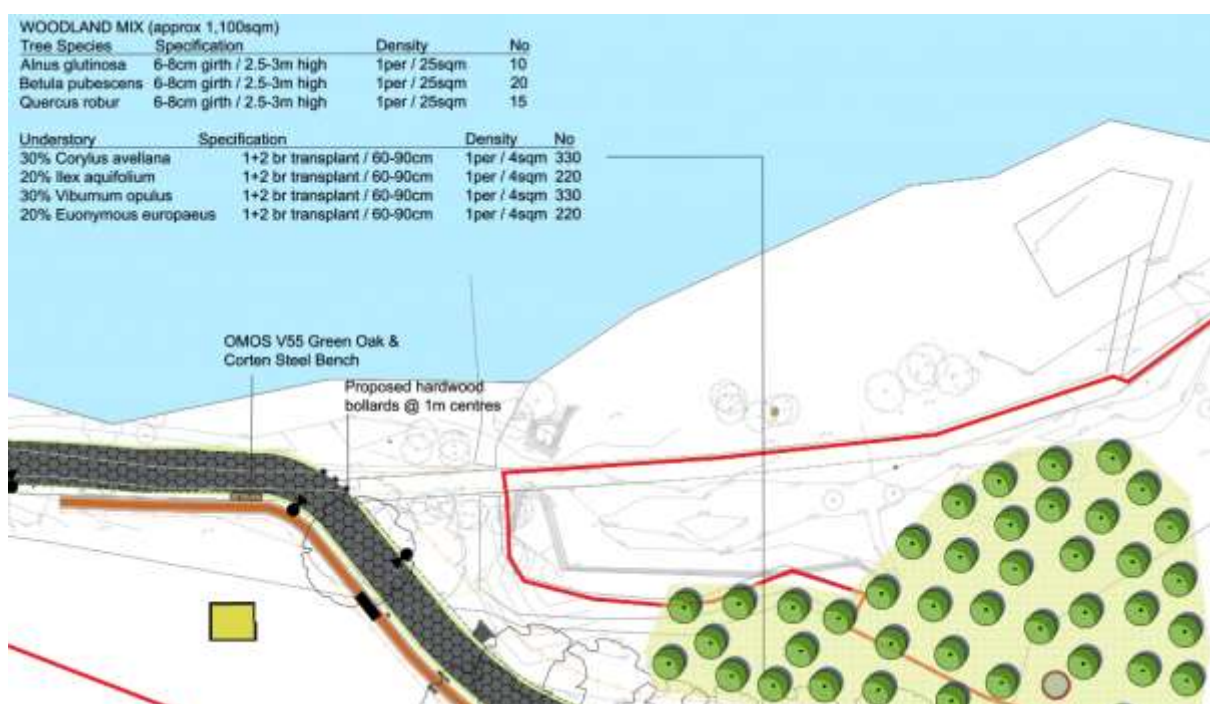 WOODLAND MIX (approx 1,100sqm)
Tree Species Specification Density No
Alnus glutinosa 6-8cm girth / 2.5-3m high 1per / 25sqm 10
Betula pubescens 6-8cm girth / 2.5-3m high 1per / 25sqm 20
Quercus robur 6-8cm girth / 2.5-3m high 1per / 25sqm 15
Understory Specification Density No
30% Corylus avellana 1+2 br transplant / 60-90cm 1per / 4sqm 330
20% Ilex aquifolium 1+2 br transplant / 60-90cm 1per / 4sqm 220
30% Viburnum opulus 1+2 br transplant / 60-90cm 1per / 4sqm 330
20% Euonymous europaeus 1+2 br transplant / 60-90cm 1per / 4sqm 220
OMOS V55 Green Oak &
Corten Steel Bench
Proposed hardwood
bollards @ 1m centres